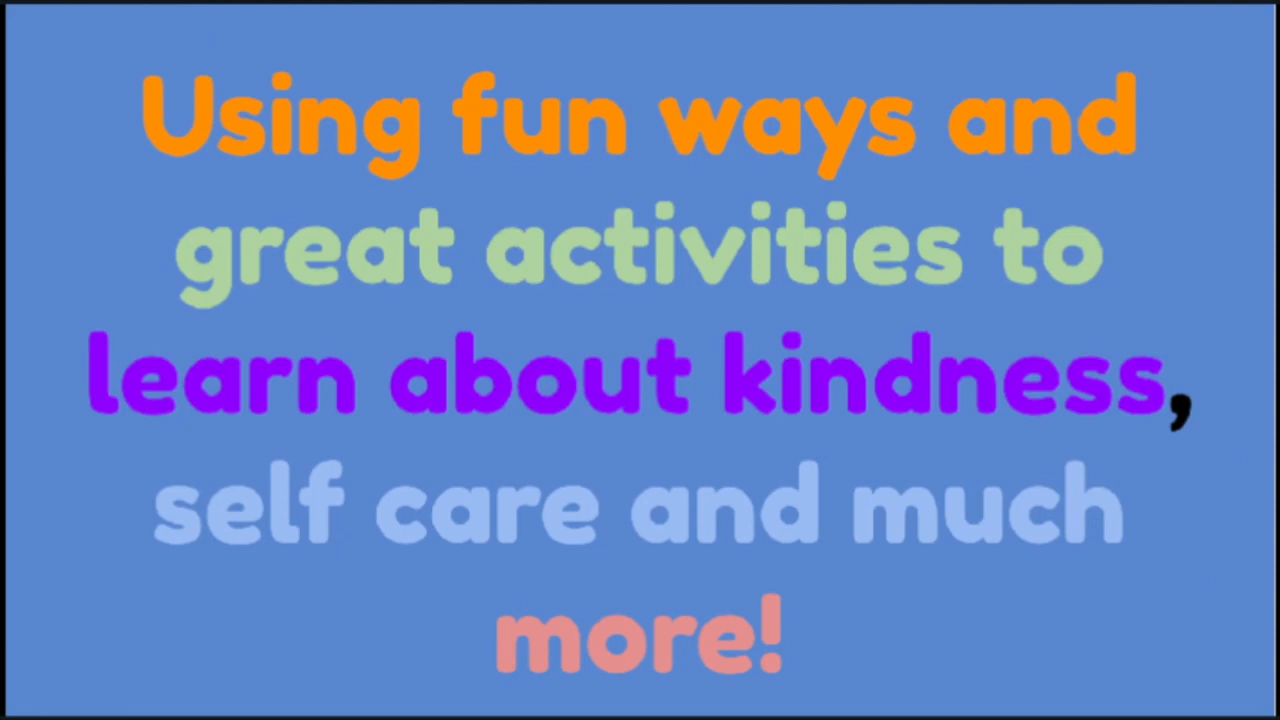 Using fun ways and
great activities to
learn about kindness,
self care and much
more!